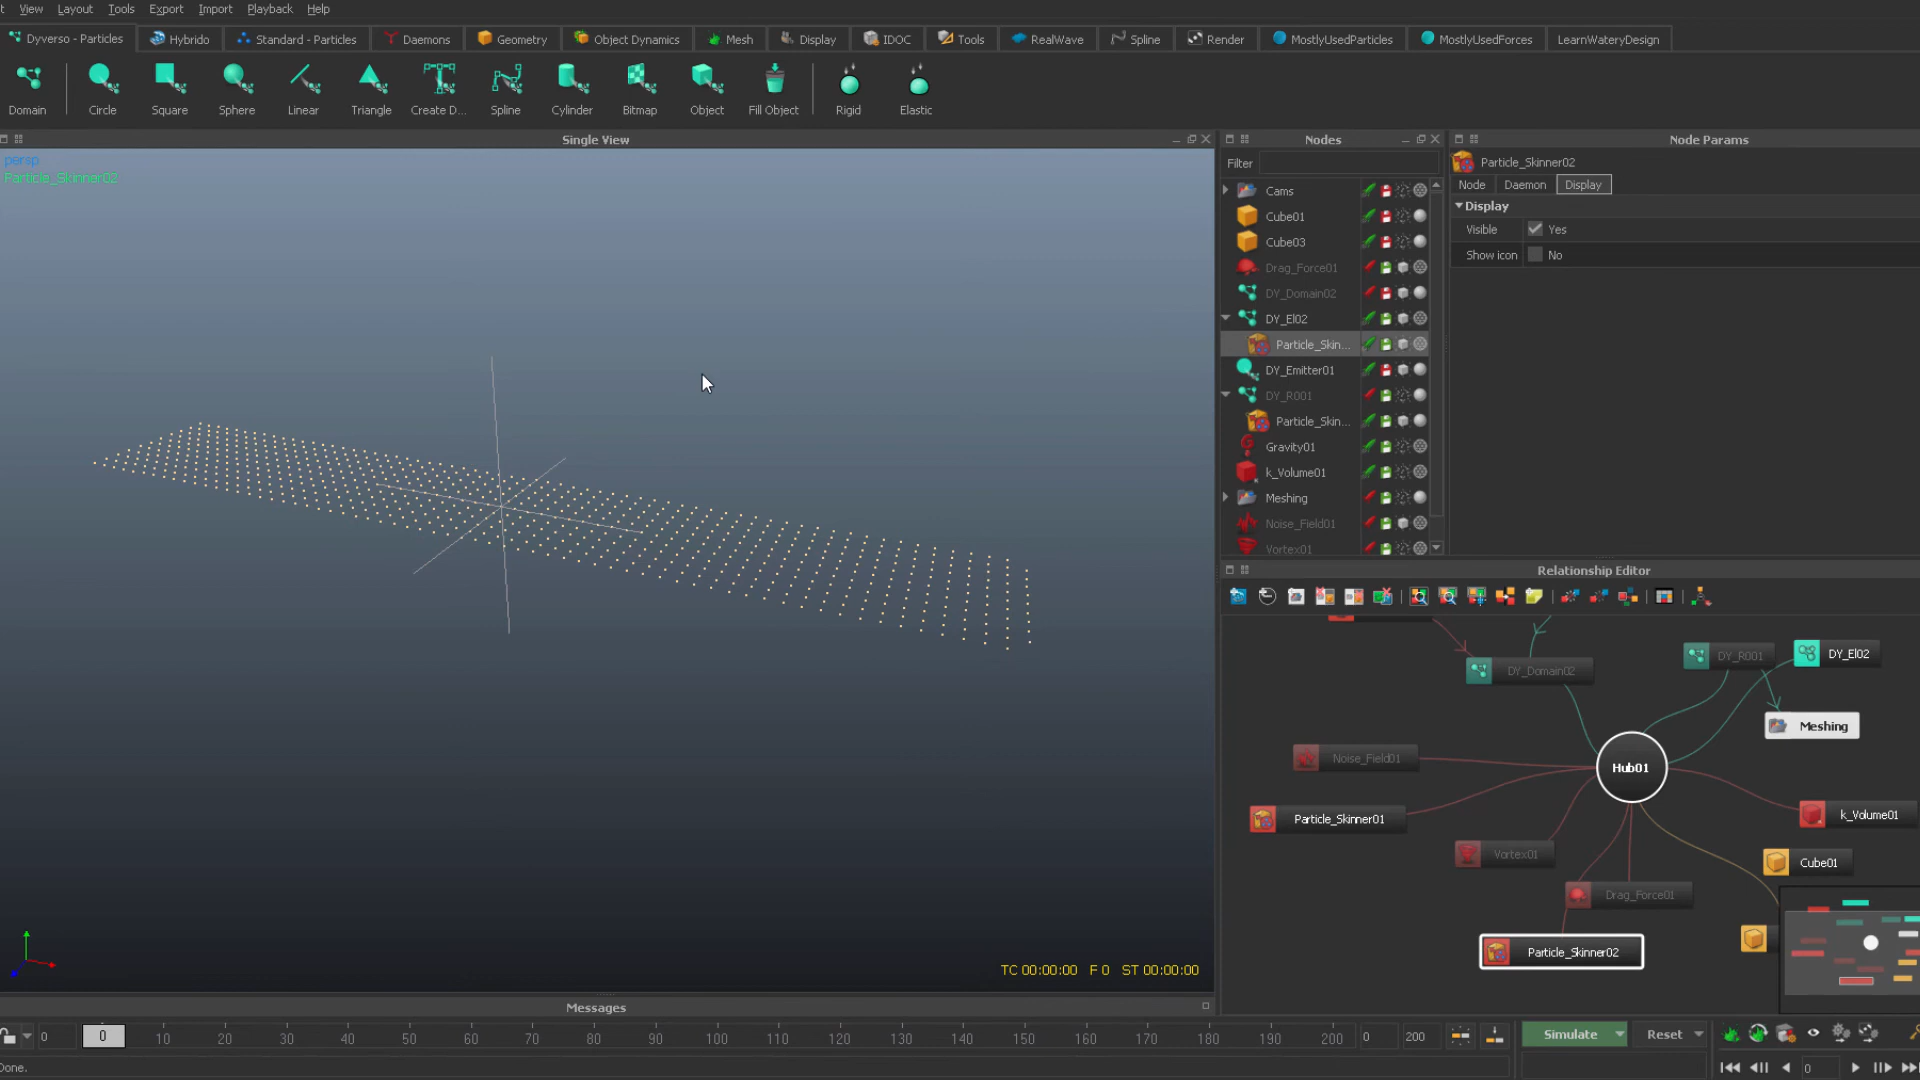 View Layout Tools Export Import Playback Help
Dyverso - Particles Hybrido Standard - Particles Daemons Geometry Object Dynamics Mesh Display IDOC Tools RealWave Spline Render MostlyUsedParticles MostlyUsedForces LearnWateryDesign
Domain Circle Square Sphere Linear Triangle Create D... Spline Cylinder Bitmap Object Fill Object Rigid Elastic
Single View
persp
Particle_Skinner02
TC 00:00:00 F 0 ST 00:00:00
Nodes
Filter
Cams
Cube01
Cube03
Drag_Force01
DY_Domain02
DY_El02
Particle_Skin...
DY_Emitter01
DY_R001
Particle_Skin...
Gravity01
k_Volume01
Meshing
Noise_Field01
Vortex01
Node Params
Particle_Skinner02
Node Daemon Display
Display
Visible Yes
Show icon No
Relationship Editor
DY_Domain02
DY_R001
DY_El02
Meshing
Hub01
Noise_Field01
Particle_Skinner01
k_Volume01
Vortex01
Cube01
Drag_Force01
Particle_Skinner02
Messages
0 0 10 20 30 40 50 60 70 80 90 100 110 120 130 140 150 160 170 180 190 200 0 200
Simulate Reset
Done.
0